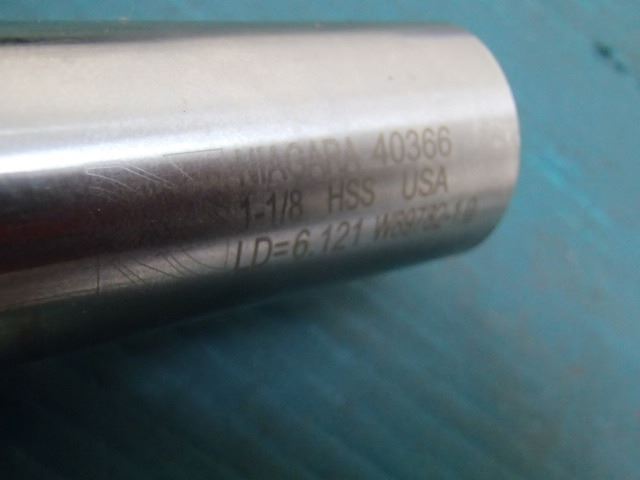 NIAGARA 40366
1-1/8 HSS USA
LD=6.121